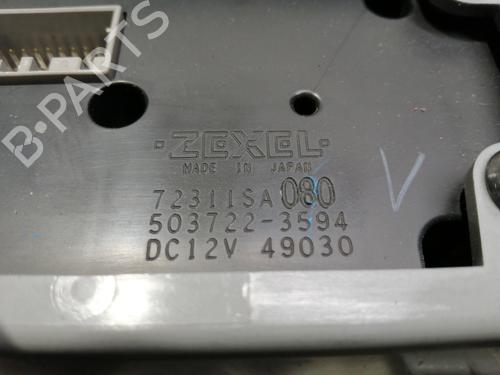 B-PARTS
·ZEXEL·
MADE IN JAPAN
72311SA080
503722-3594
DC12V 49030
V